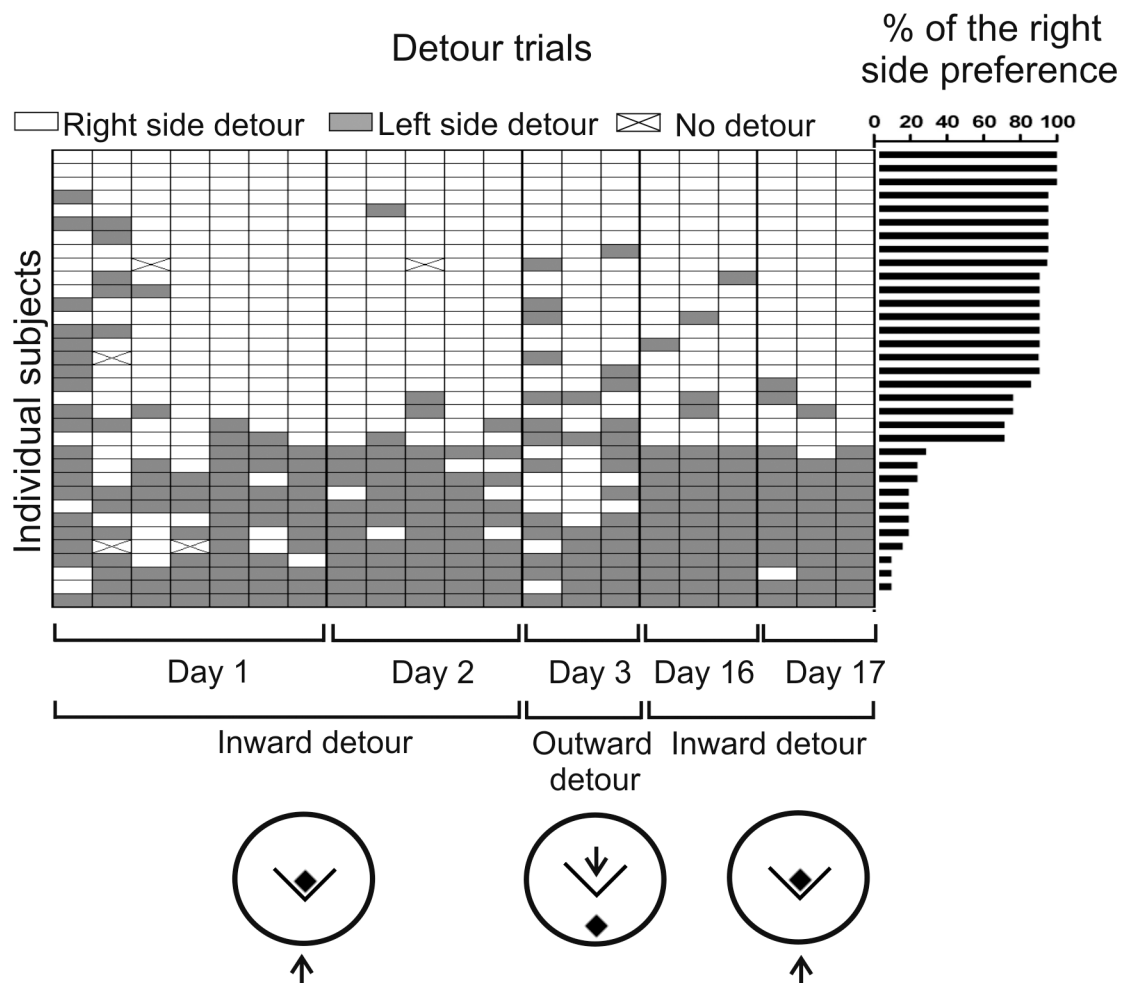 Detour trials
% of the right
side preference
Right side detour
Left side detour
No detour
0 20 40 60 80 100
Individual subjects
Day 1
Day 2
Day 3
Day 16
Day 17
Inward detour
Outward
detour
Inward detour